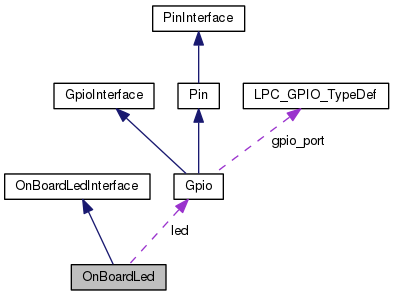 PinInterface
GpioInterface
Pin
LPC_GPIO_TypeDef
gpio_port
OnBoardLedInterface
Gpio
led
OnBoardLed